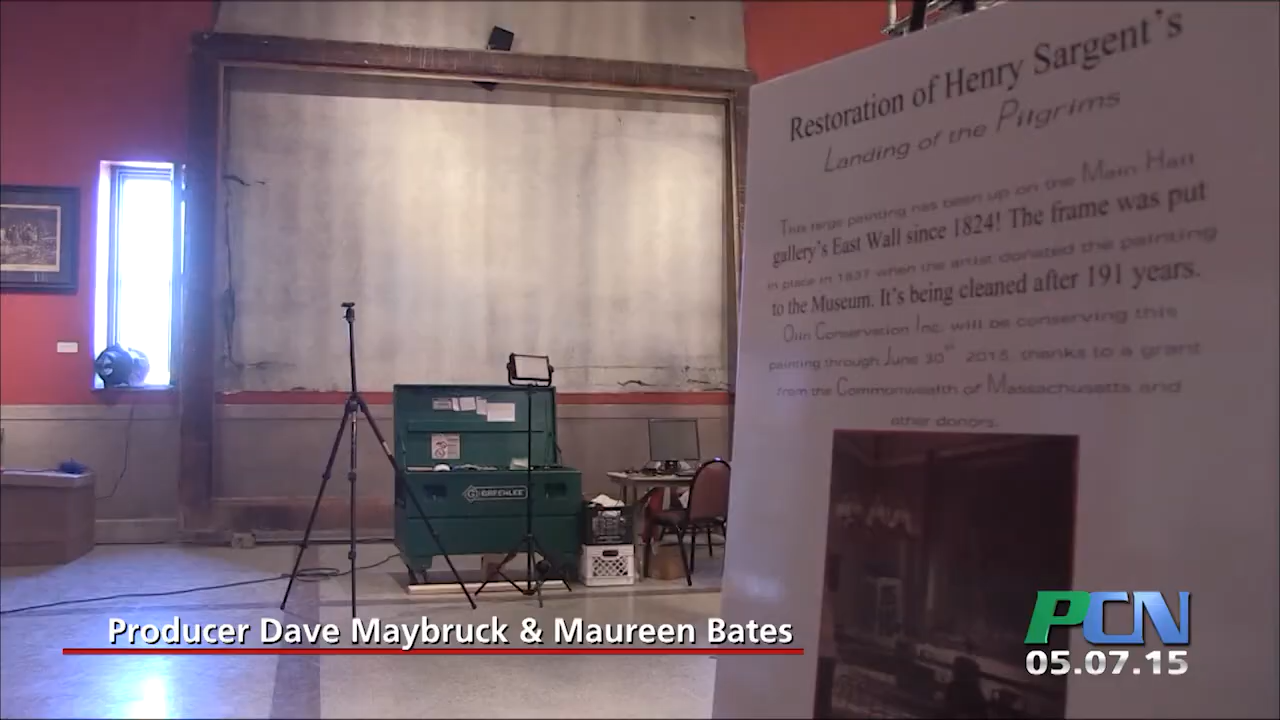 Restoration of Henry Sargent's
Landing of the Pilgrims
This large painting has been up on the Main Hall
gallery's East Wall since 1824! The frame was put
in place in 1837 when the artist donated the painting
to the Museum. It's being cleaned after 191 years.
Oliri Conservation Inc. will be conserving this
painting through June 30th 2015, thanks to a grant
from the Commonwealth of Massachusetts and
other donors.
GREENLEE
Producer Dave Maybruck & Maureen Bates
PCN
05.07.15